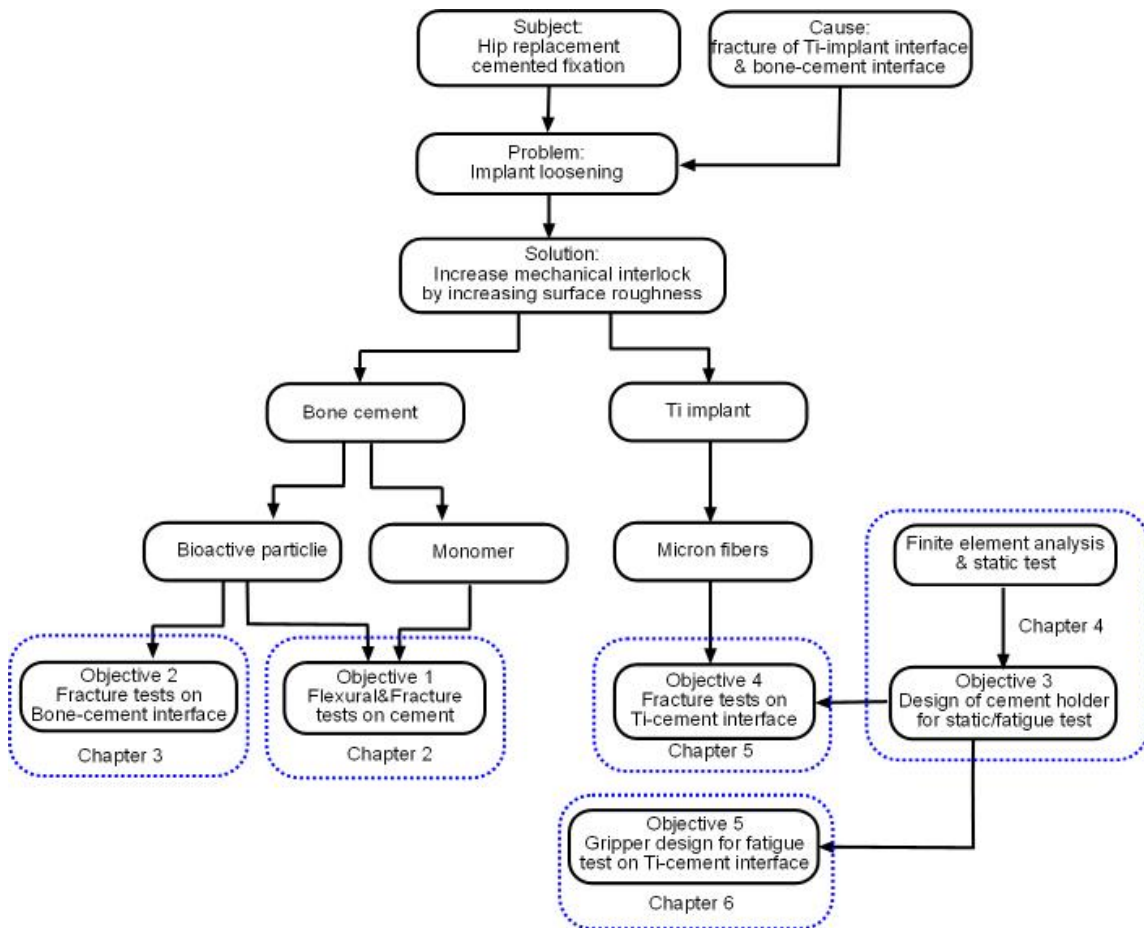 Subject:
Hip replacement
cemented fixation
Cause:
fracture of Ti-implant interface
& bone-cement interface
Problem:
Implant loosening
Solution:
Increase mechanical interlock
by increasing surface roughness
Bone cement
Ti implant
Bioactive particlie
Monomer
Micron fibers
Finite element analysis
& static test
Chapter 4
Objective 2
Fracture tests on
Bone-cement interface
Chapter 3
Objective 1
Flexural&Fracture
tests on cement
Chapter 2
Objective 4
Fracture tests on
Ti-cement interface
Chapter 5
Objective 3
Design of cement holder
for static/fatigue test
Objective 5
Gripper design for fatigue
test on Ti-cement interface
Chapter 6